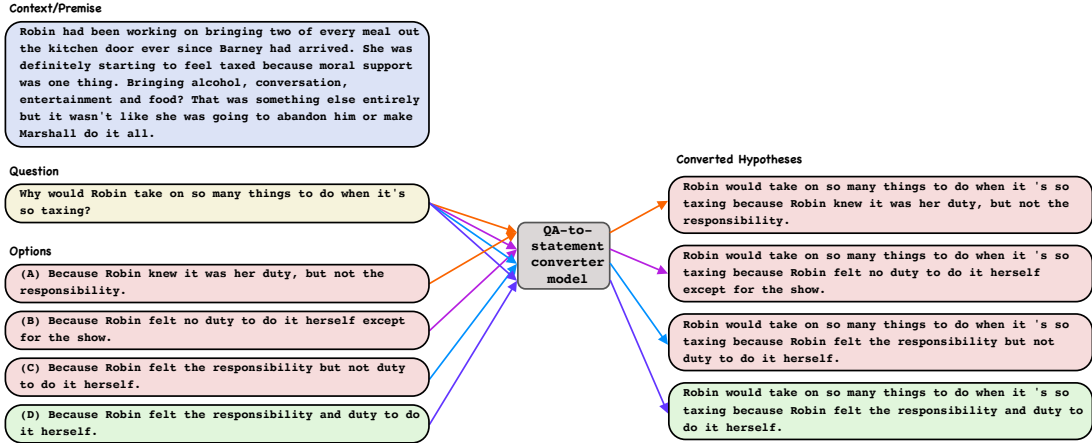 Context/Premise
Robin had been working on bringing two of every meal out
the kitchen door ever since Barney had arrived. She was
definitely starting to feel taxed because moral support
was one thing. Bringing alcohol, conversation,
entertainment and food? That was something else entirely
but it wasn't like she was going to abandon him or make
Marshall do it all.
Question
Why would Robin take on so many things to do when it's
so taxing?
Options
(A) Because Robin knew it was her duty, but not the
responsibility.
(B) Because Robin felt no duty to do it herself except
for the show.
(C) Because Robin felt the responsibility but not duty
to do it herself.
(D) Because Robin felt the responsibility and duty to do
it herself.
QA-to-
statement
converter
model
Converted Hypotheses
Robin would take on so many things to do when it 's so
taxing because Robin knew it was her duty, but not the
responsibility.
Robin would take on so many things to do when it 's so
taxing because Robin felt no duty to do it herself
except for the show.
Robin would take on so many things to do when it 's so
taxing because Robin felt the responsibility but not
duty to do it herself.
Robin would take on so many things to do when it 's so
taxing because Robin felt the responsibility and duty to
do it herself.